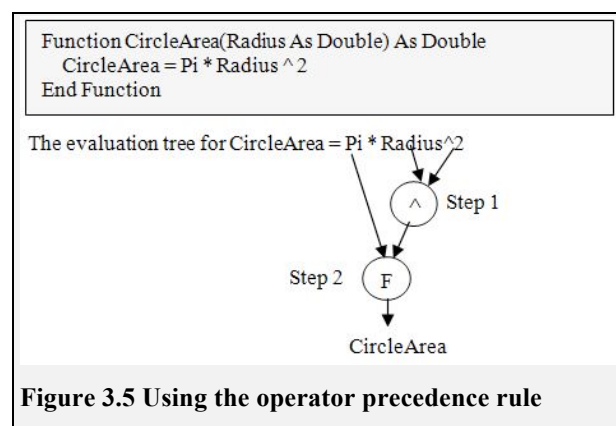 Function CircleArea(Radius As Double) As Double
CircleArea = Pi * Radius ^ 2
End Function
The evaluation tree for CircleArea = Pi * Radius^2
^ Step 1
Step 2 F
CircleArea
Figure 3.5 Using the operator precedence rule